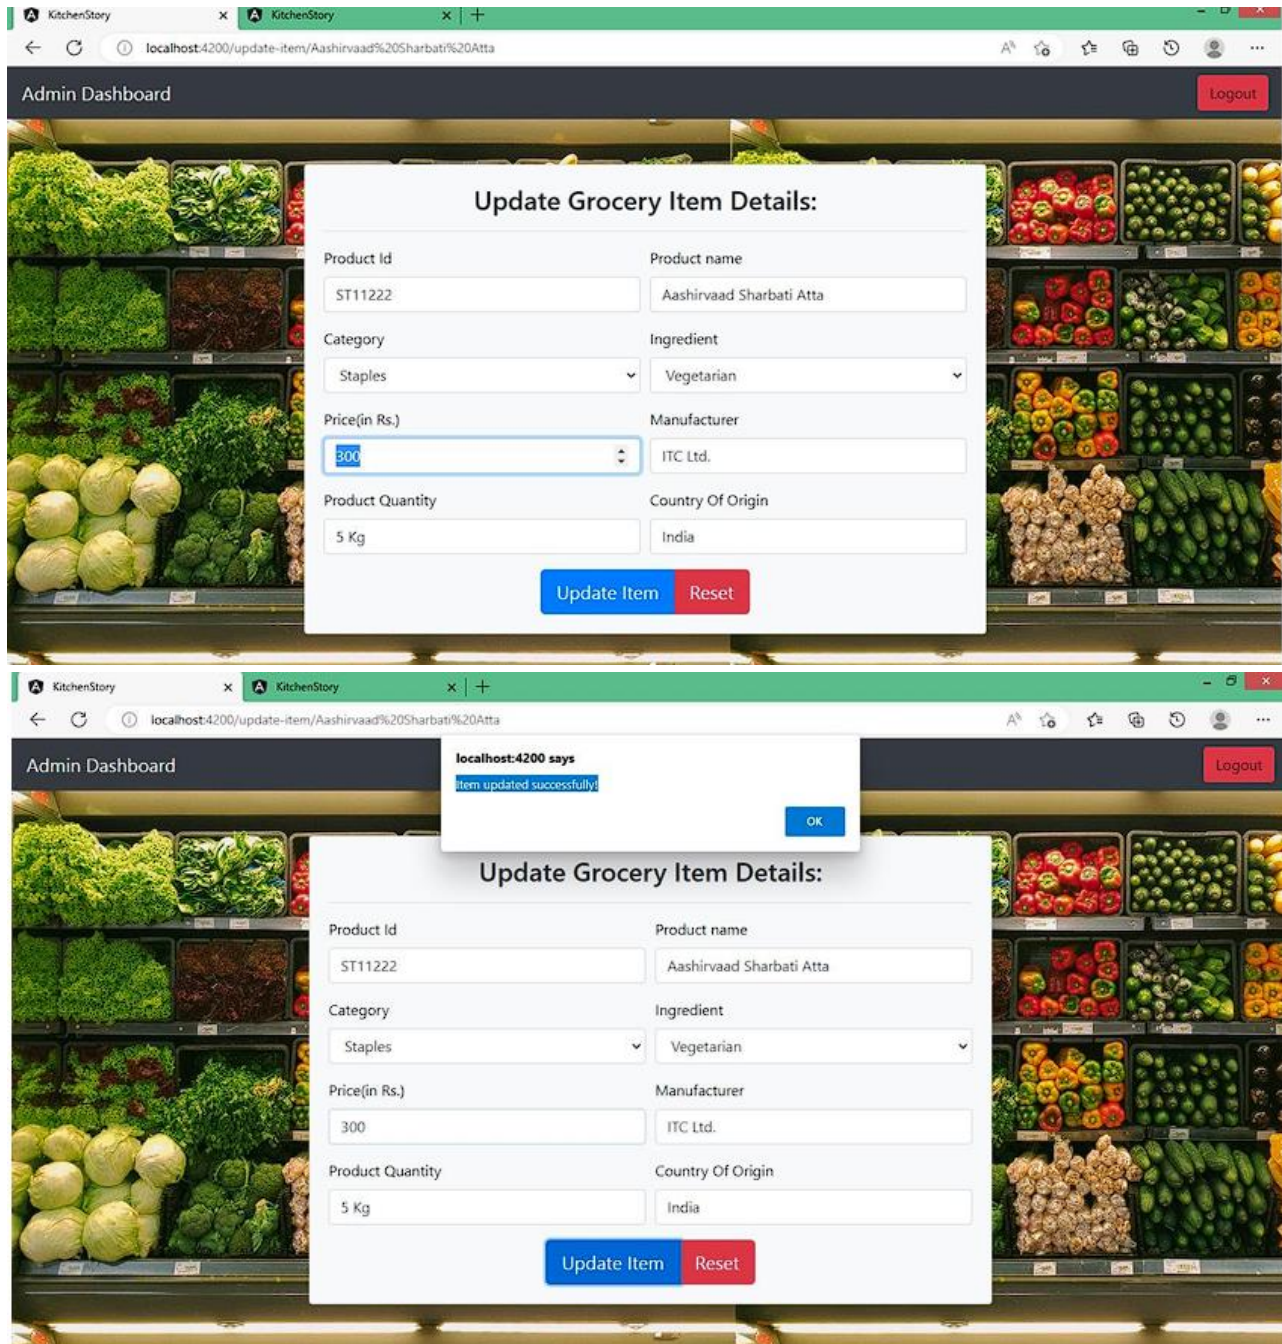 KitchenStory
KitchenStory
localhost:4200/update-item/Aashirvaad%20Sharbati%20Atta
Admin Dashboard
Logout
Update Grocery Item Details:
Product Id
Product name
ST11222
Aashirvaad Sharbati Atta
Category
Ingredient
Staples
Vegetarian
Price(in Rs.)
Manufacturer
300
ITC Ltd.
Product Quantity
Country Of Origin
5 Kg
India
Update Item
Reset
KitchenStory
KitchenStory
localhost:4200/update-item/Aashirvaad%20Sharbati%20Atta
localhost:4200 says
Item updated successfully!
OK
Admin Dashboard
Logout
Update Grocery Item Details:
Product Id
Product name
ST11222
Aashirvaad Sharbati Atta
Category
Ingredient
Staples
Vegetarian
Price(in Rs.)
Manufacturer
300
ITC Ltd.
Product Quantity
Country Of Origin
5 Kg
India
Update Item
Reset